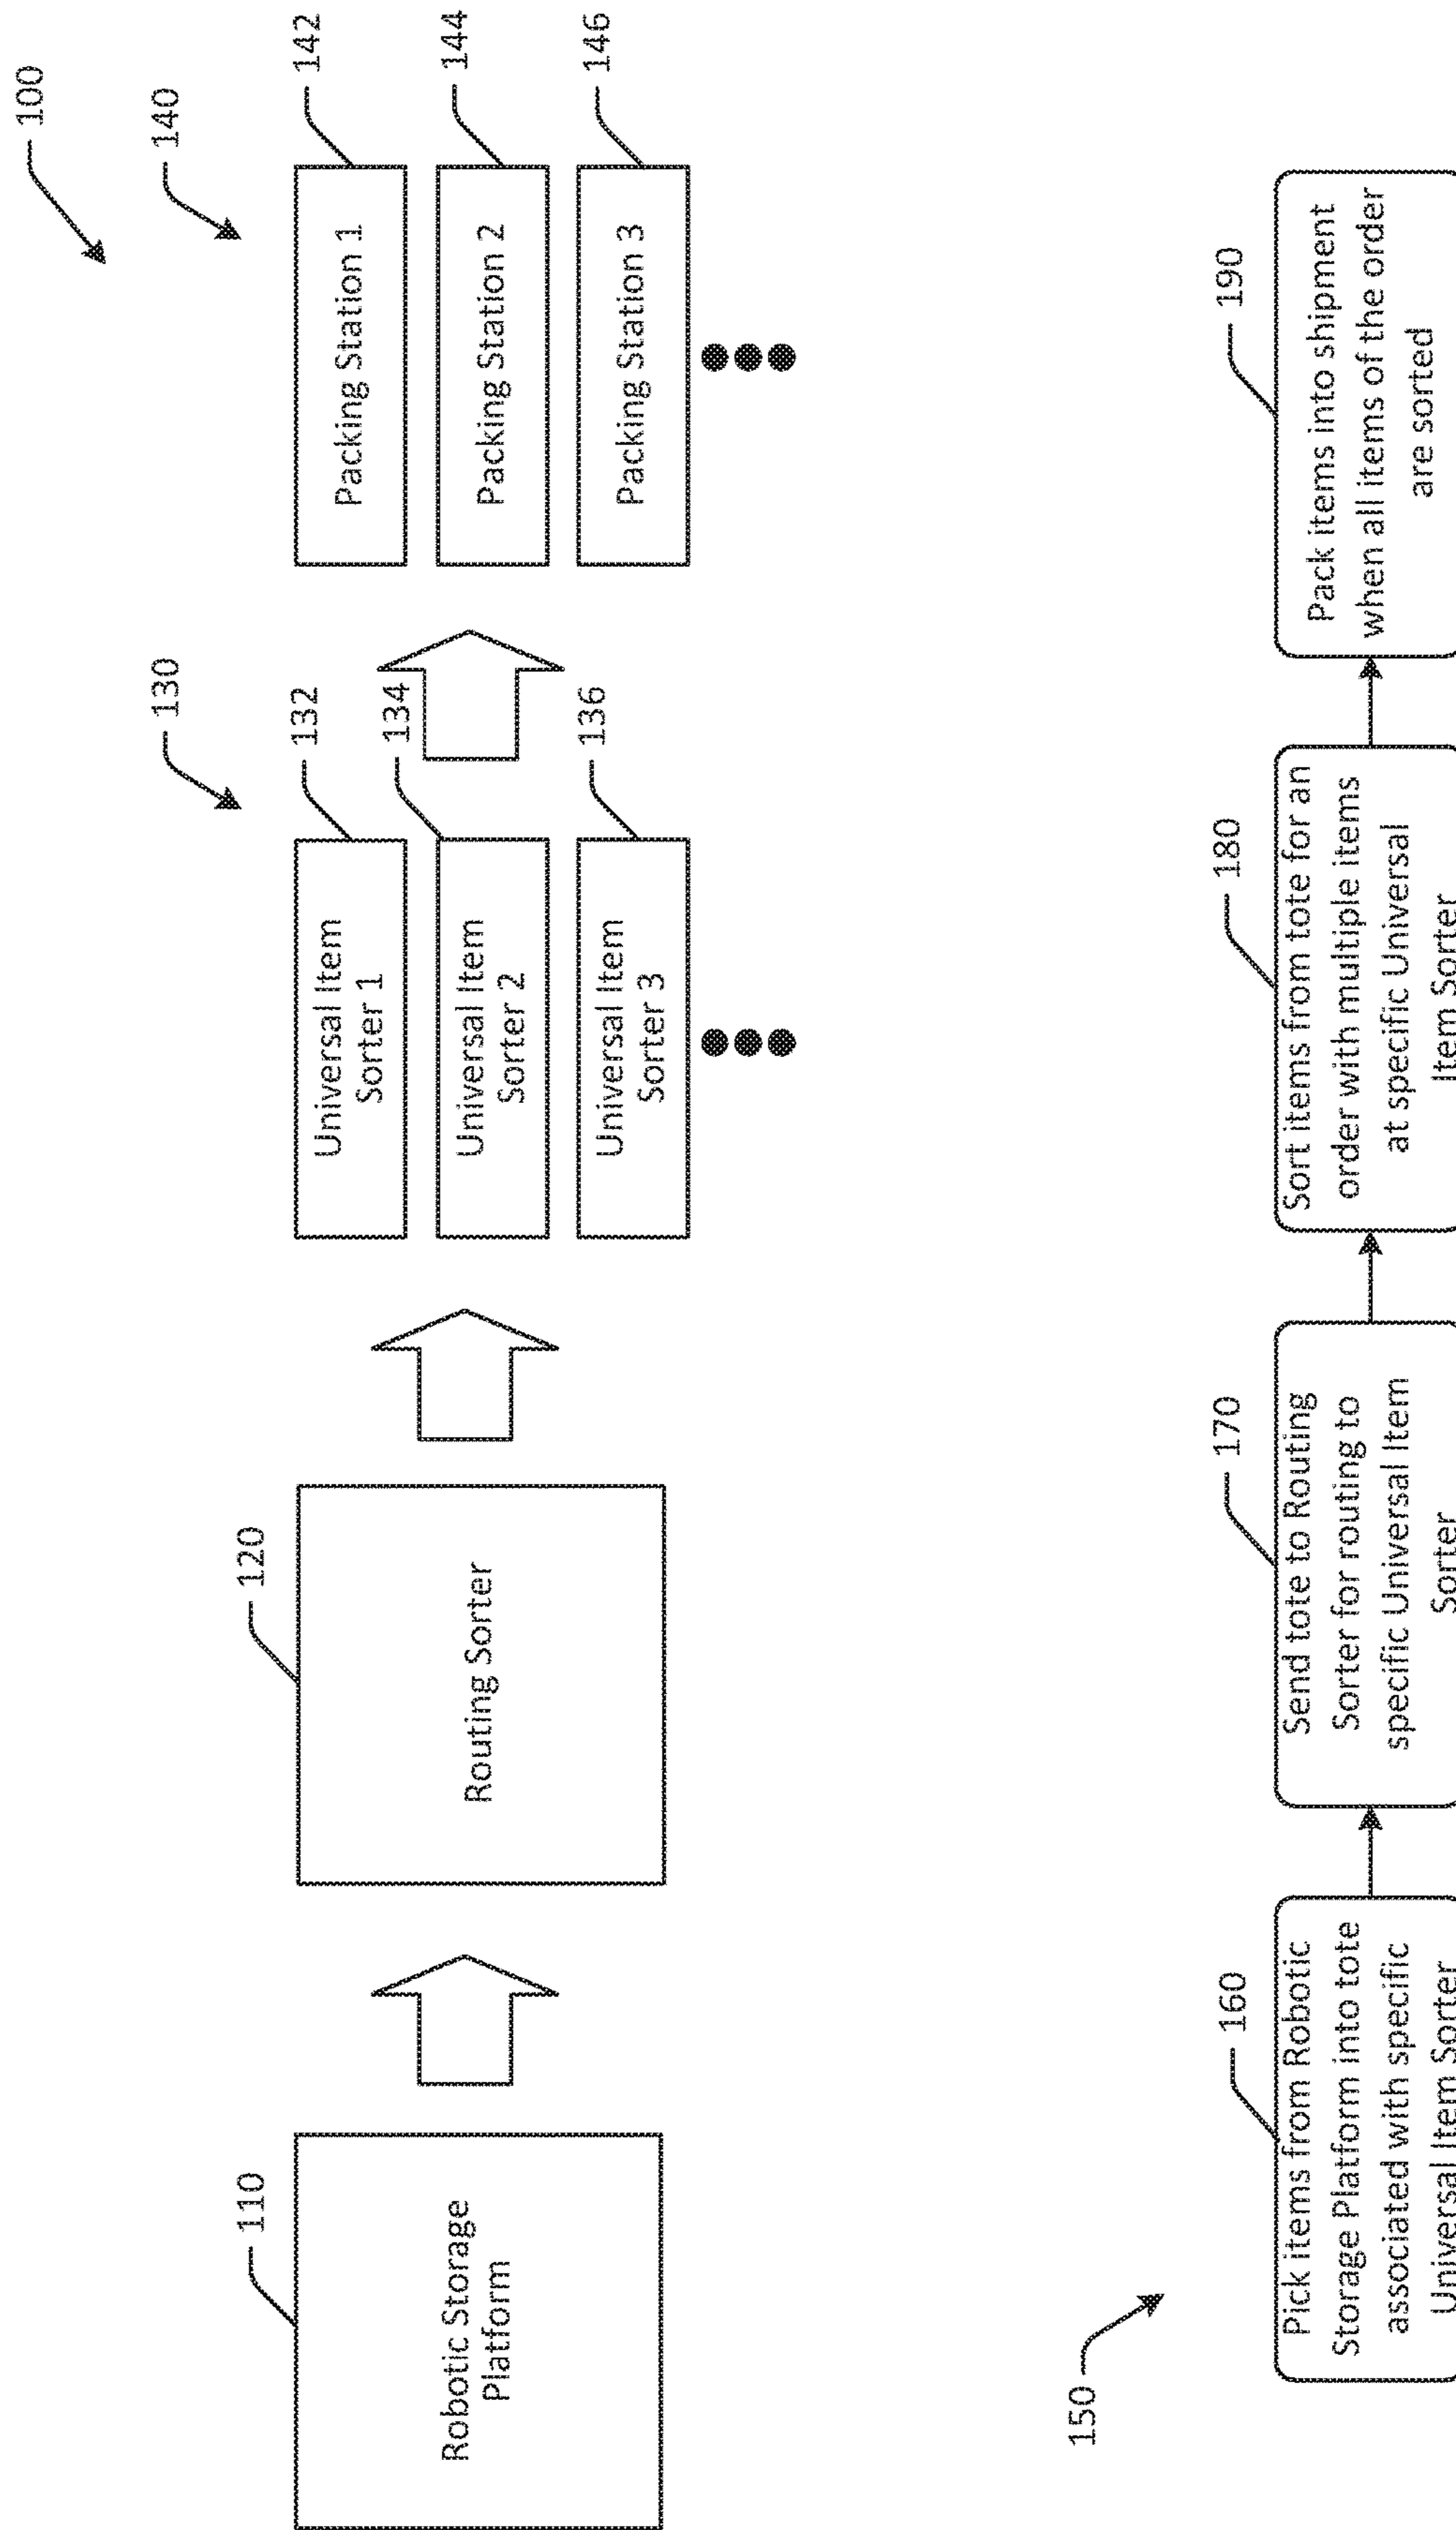 100
110
Robotic Storage
Platform
120
Routing Sorter
130
132
Universal Item
Sorter 1
134
Universal Item
Sorter 2
136
Universal Item
Sorter 3
140
142
Packing Station 1
144
Packing Station 2
146
Packing Station 3
150
160
Pick items from Robotic
Storage Platform into tote
associated with specific
Universal Item Sorter
170
Send tote to Routing
Sorter for routing to
specific Universal Item
Sorter
180
Sort items from tote for an
order with multiple items
at specific Universal
Item Sorter
190
Pack items into shipment
when all items of the order
are sorted